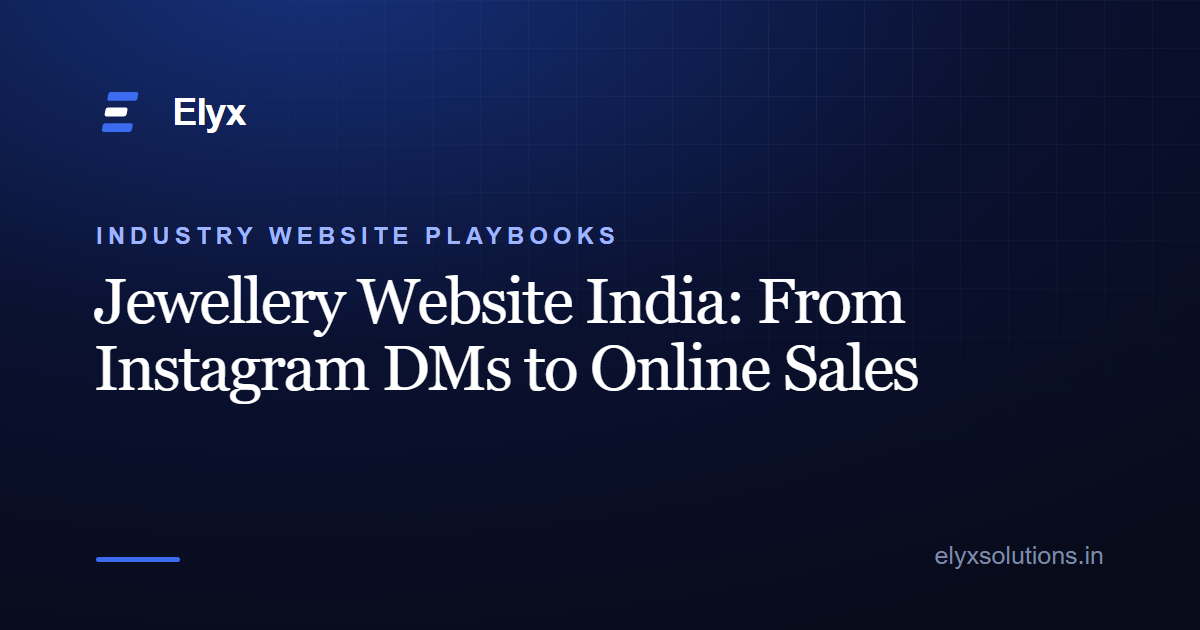 Elyx
INDUSTRY WEBSITE PLAYBOOKS
Jewellery Website India: From
Instagram DMs to Online Sales
elyxsolutions.in